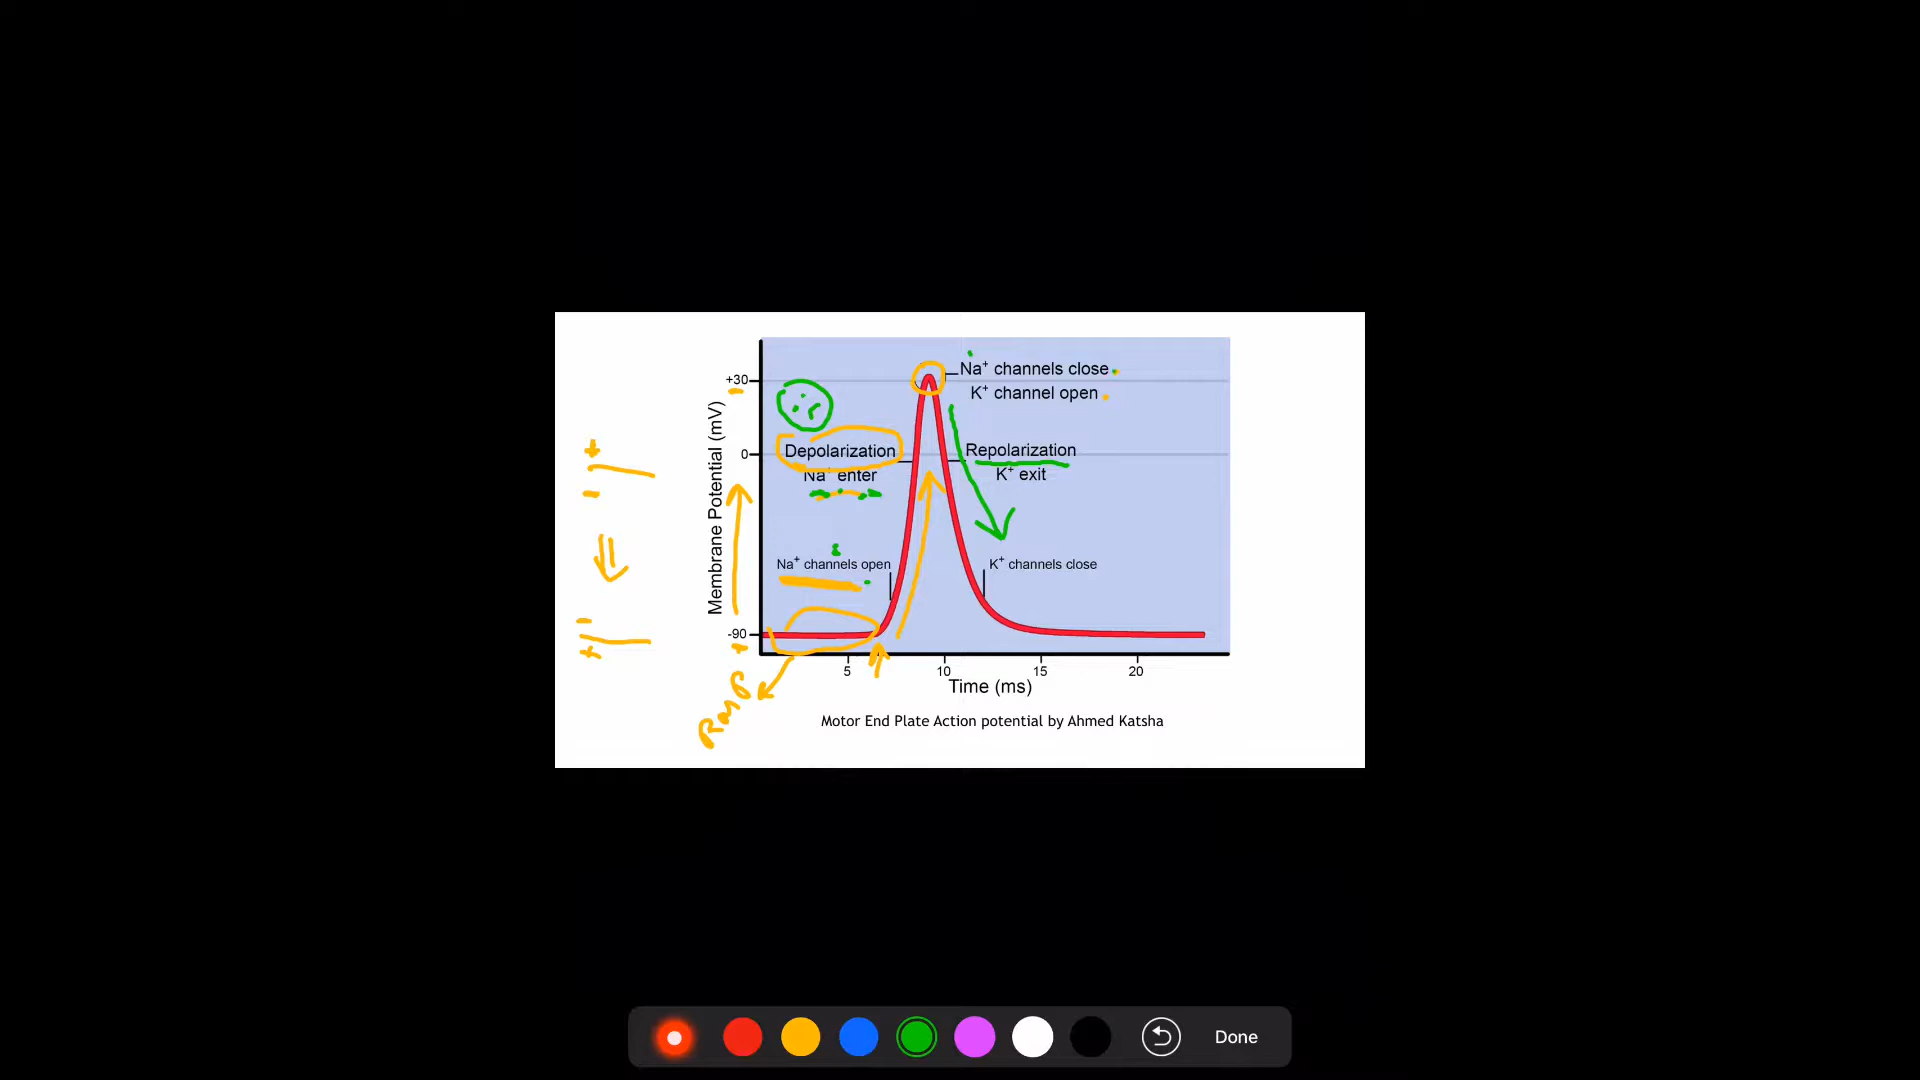 Na+ channels close
+30
K+ channel open
Depolarization
Repolarization
0
Na+ enter
K+ exit
Membrane Potential (mV)
Na+ channels open
K+ channels close
-90
5 10 15 20
Time (ms)
Motor End Plate Action potential by Ahmed Katsha
Done